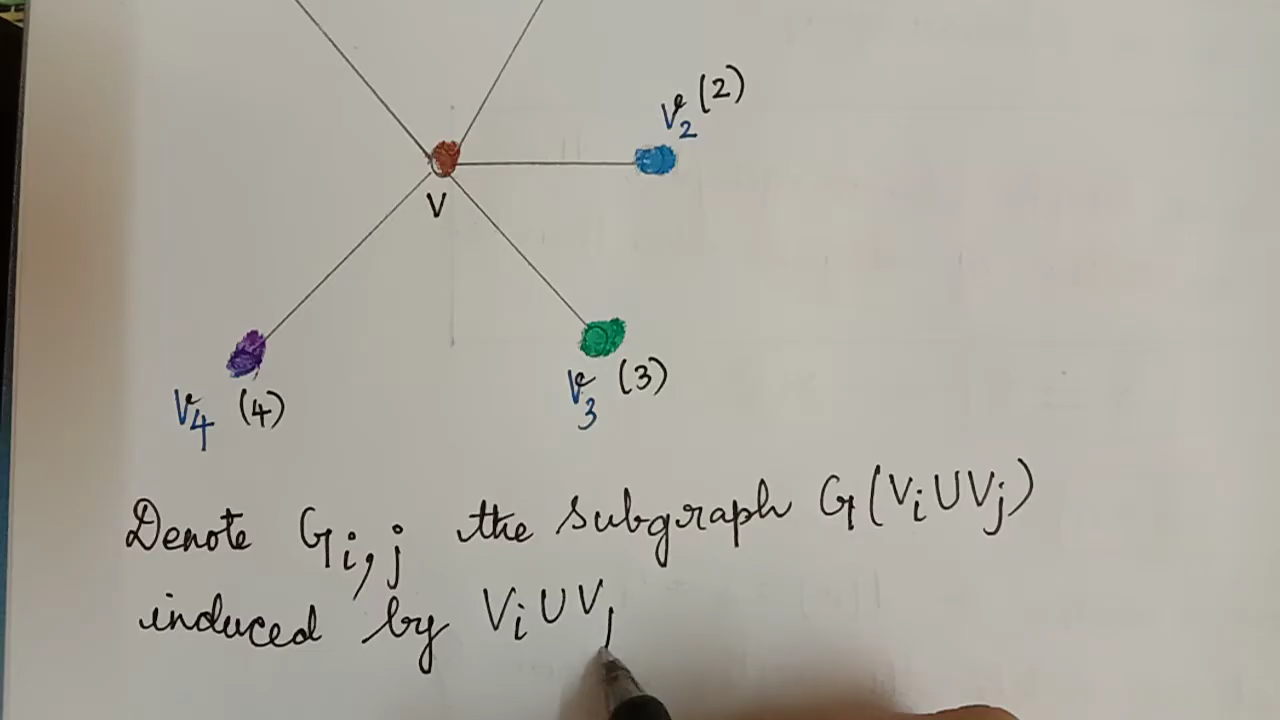 v₂ (2)
V
v₃ (3)
v₄ (4)
Denote Gi,j the subgraph G(Vi∪Vj)
induced by Vi∪Vj